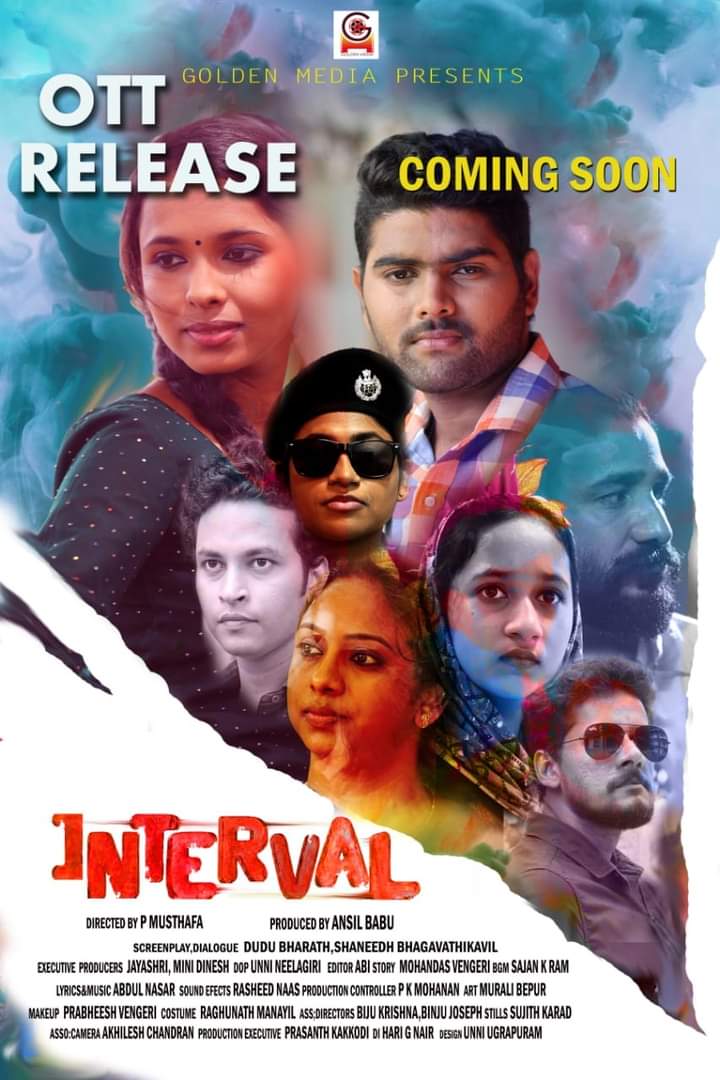 GOLDEN MEDIA
GOLDEN MEDIA PRESENTS
OTT
RELEASE
COMING SOON
INTERVAL
DIRECTED BY P MUSTHAFA PRODUCED BY ANSIL BABU
SCREENPLAY,DIALOGUE DUDU BHARATH,SHANEEDH BHAGAVATHIKAVIL
EXECUTIVE PRODUCERS JAYASHRI, MINI DINESH DOP UNNI NEELAGIRI EDITOR ABI STORY MOHANDAS VENGERI BGM SAJAN K RAM
LYRICS&MUSIC ABDUL NASAR SOUND EFECTS RASHEED NAAS PRODUCTION CONTROLLER P K MOHANAN ART MURALI BEPUR
MAKEUP PRABHEESH VENGERI COSTUME RAGHUNATH MANAYIL ASS;DIRECTORS BIJU KRISHNA,BINJU JOSEPH STILLS SUJITH KARAD
ASSO:CAMERA AKHILESH CHANDRAN PRODUCTION EXECUTIVE PRASANTH KAKKODI DI HARI G NAIR DESIGN UNNI UGRAPURAM